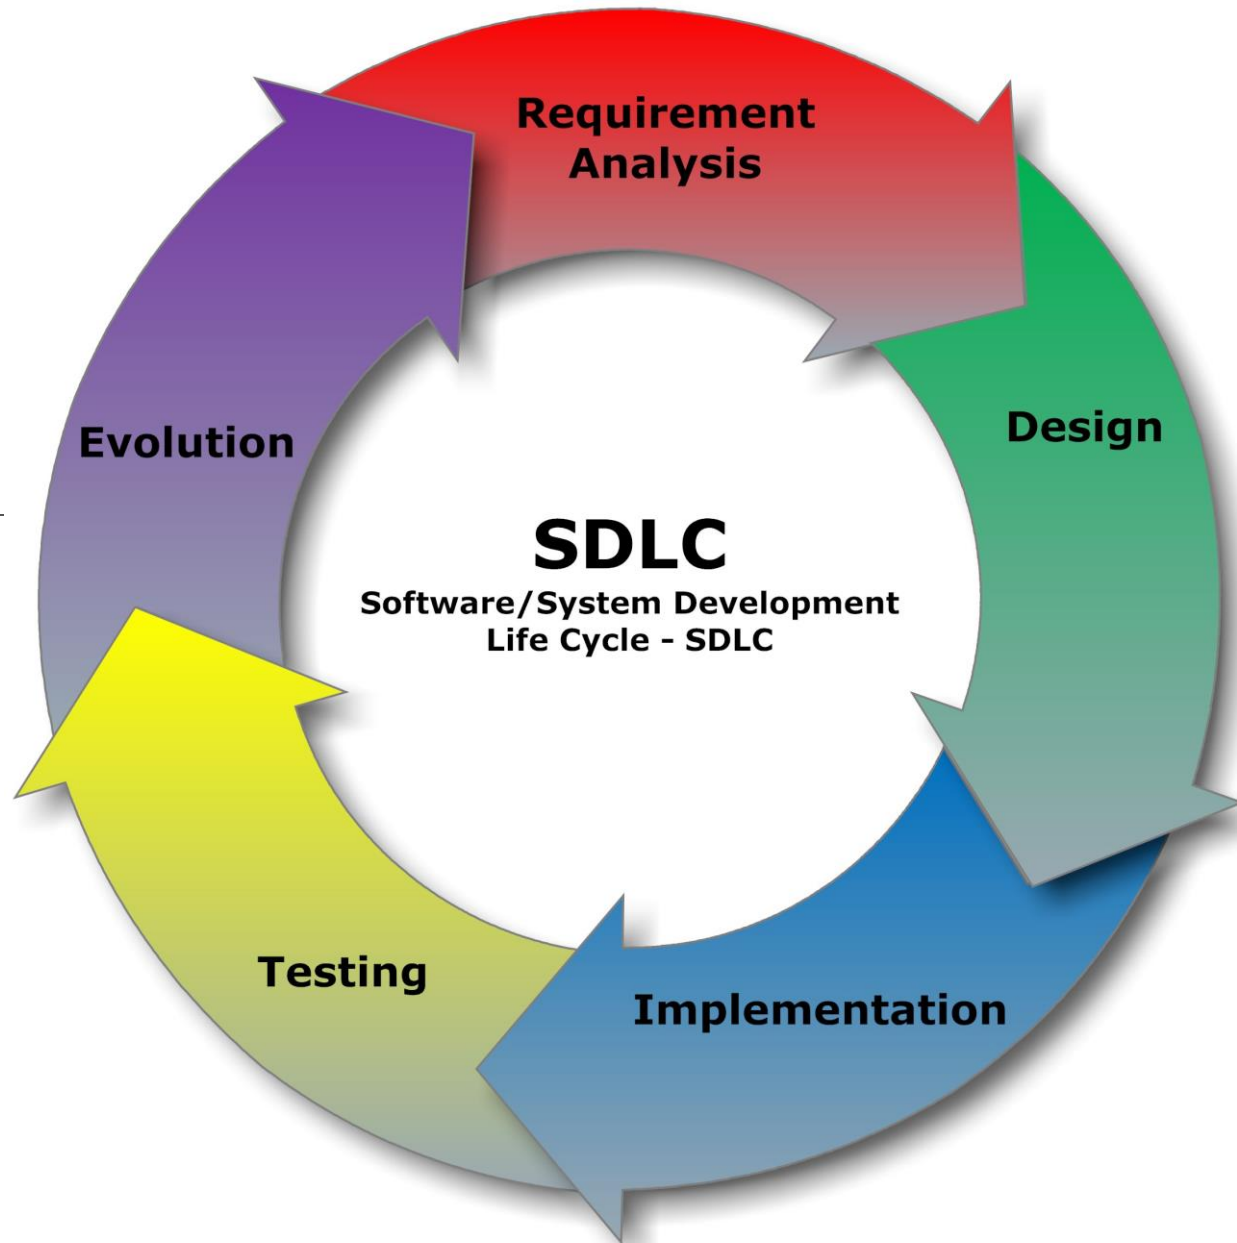 Requirement
Analysis
Design
Evolution
SDLC
Software/System Development
Life Cycle - SDLC
Testing
Implementation